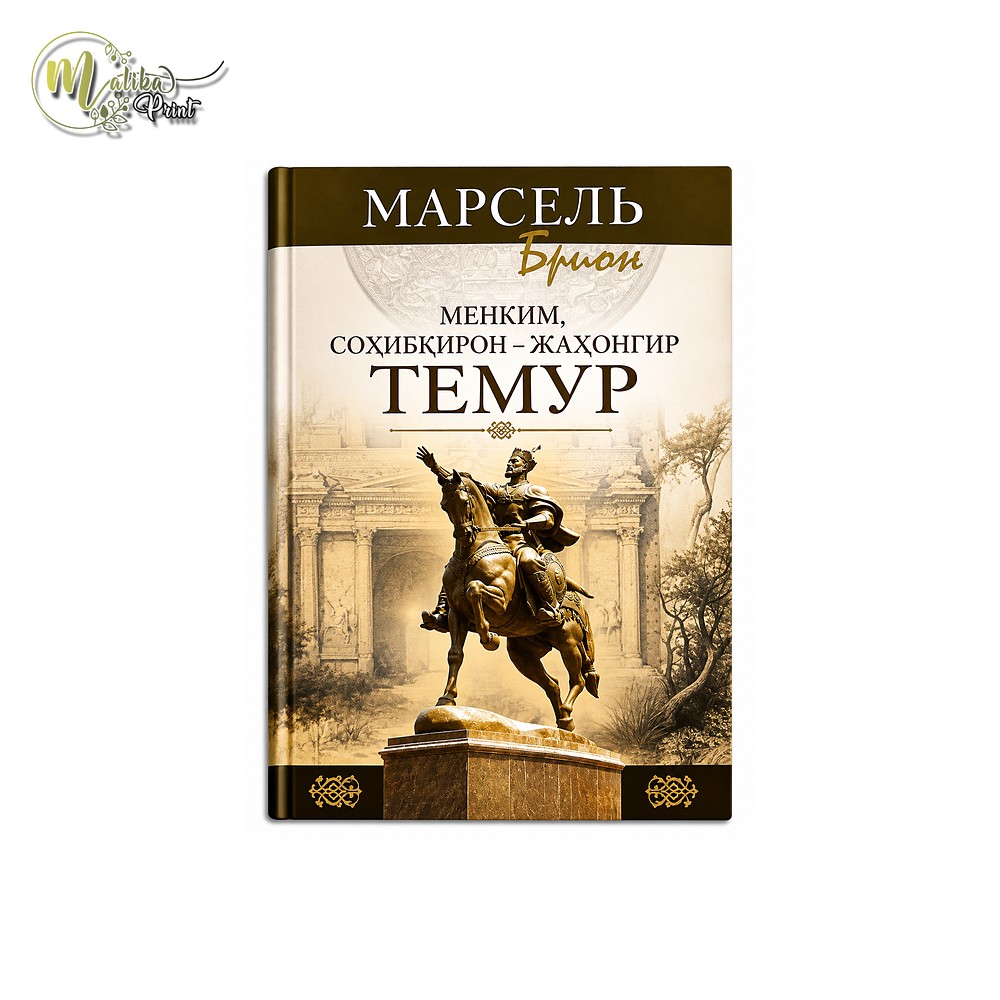 Malika
Print
МАРСЕЛЬ
Брион
МЕНКИМ,
СОҲИБҚИРОН – ЖАҲОНГИР
ТЕМУР